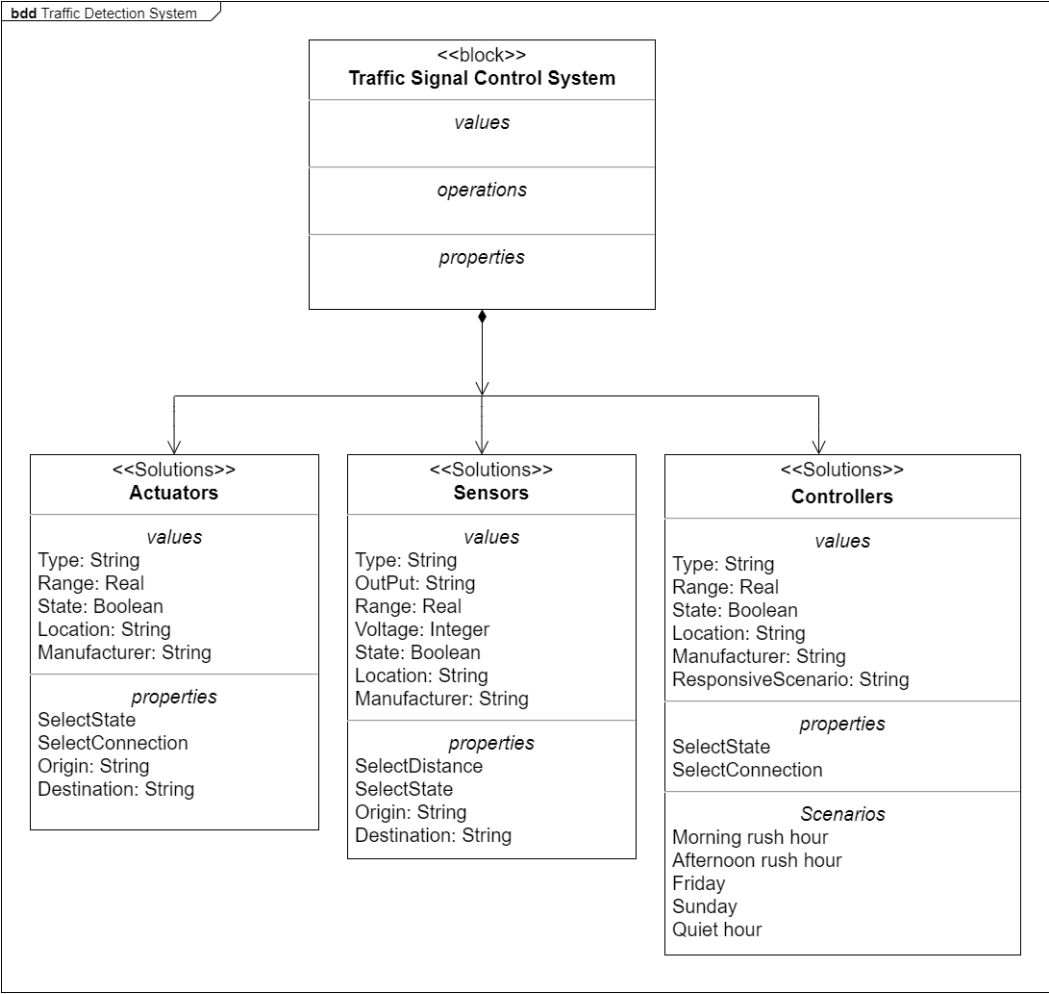 bdd Traffic Detection System
<<block>>
Traffic Signal Control System
values
operations
properties
<<Solutions>>
Actuators
values
Type: String
Range: Real
State: Boolean
Location: String
Manufacturer: String
properties
SelectState
SelectConnection
Origin: String
Destination: String
<<Solutions>>
Sensors
values
Type: String
OutPut: String
Range: Real
Voltage: Integer
State: Boolean
Location: String
Manufacturer: String
properties
SelectDistance
SelectState
Origin: String
Destination: String
<<Solutions>>
Controllers
values
Type: String
Range: Real
State: Boolean
Location: String
Manufacturer: String
ResponsiveScenario: String
properties
SelectState
SelectConnection
Scenarios
Morning rush hour
Afternoon rush hour
Friday
Sunday
Quiet hour